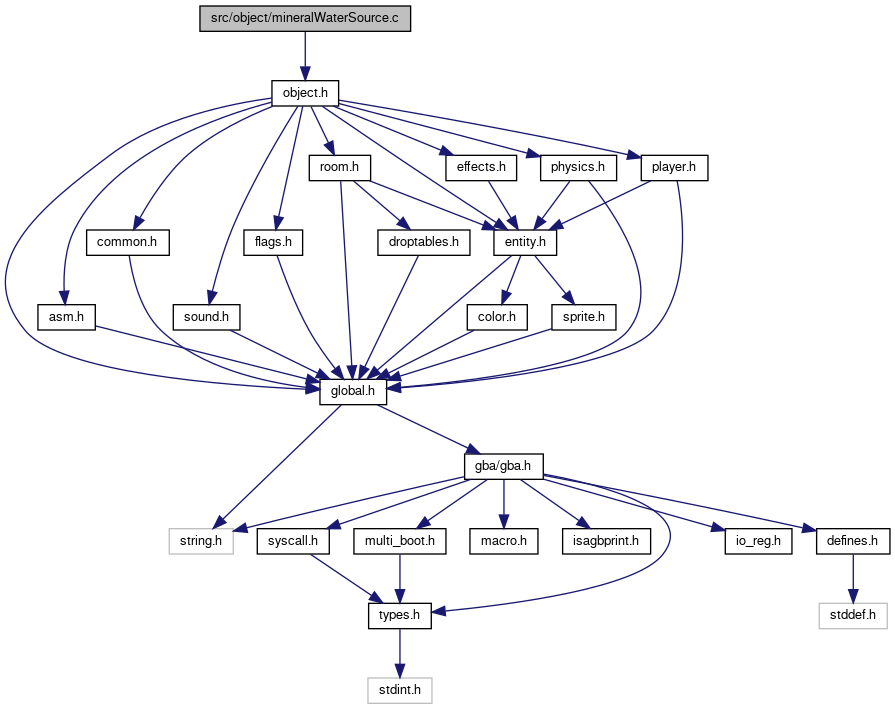 src/object/mineralWaterSource.c
object.h
room.h
effects.h
physics.h
player.h
common.h
flags.h
droptables.h
entity.h
asm.h
sound.h
color.h
sprite.h
global.h
gba/gba.h
string.h
syscall.h
multi_boot.h
macro.h
isagbprint.h
io_reg.h
defines.h
types.h
stddef.h
stdint.h